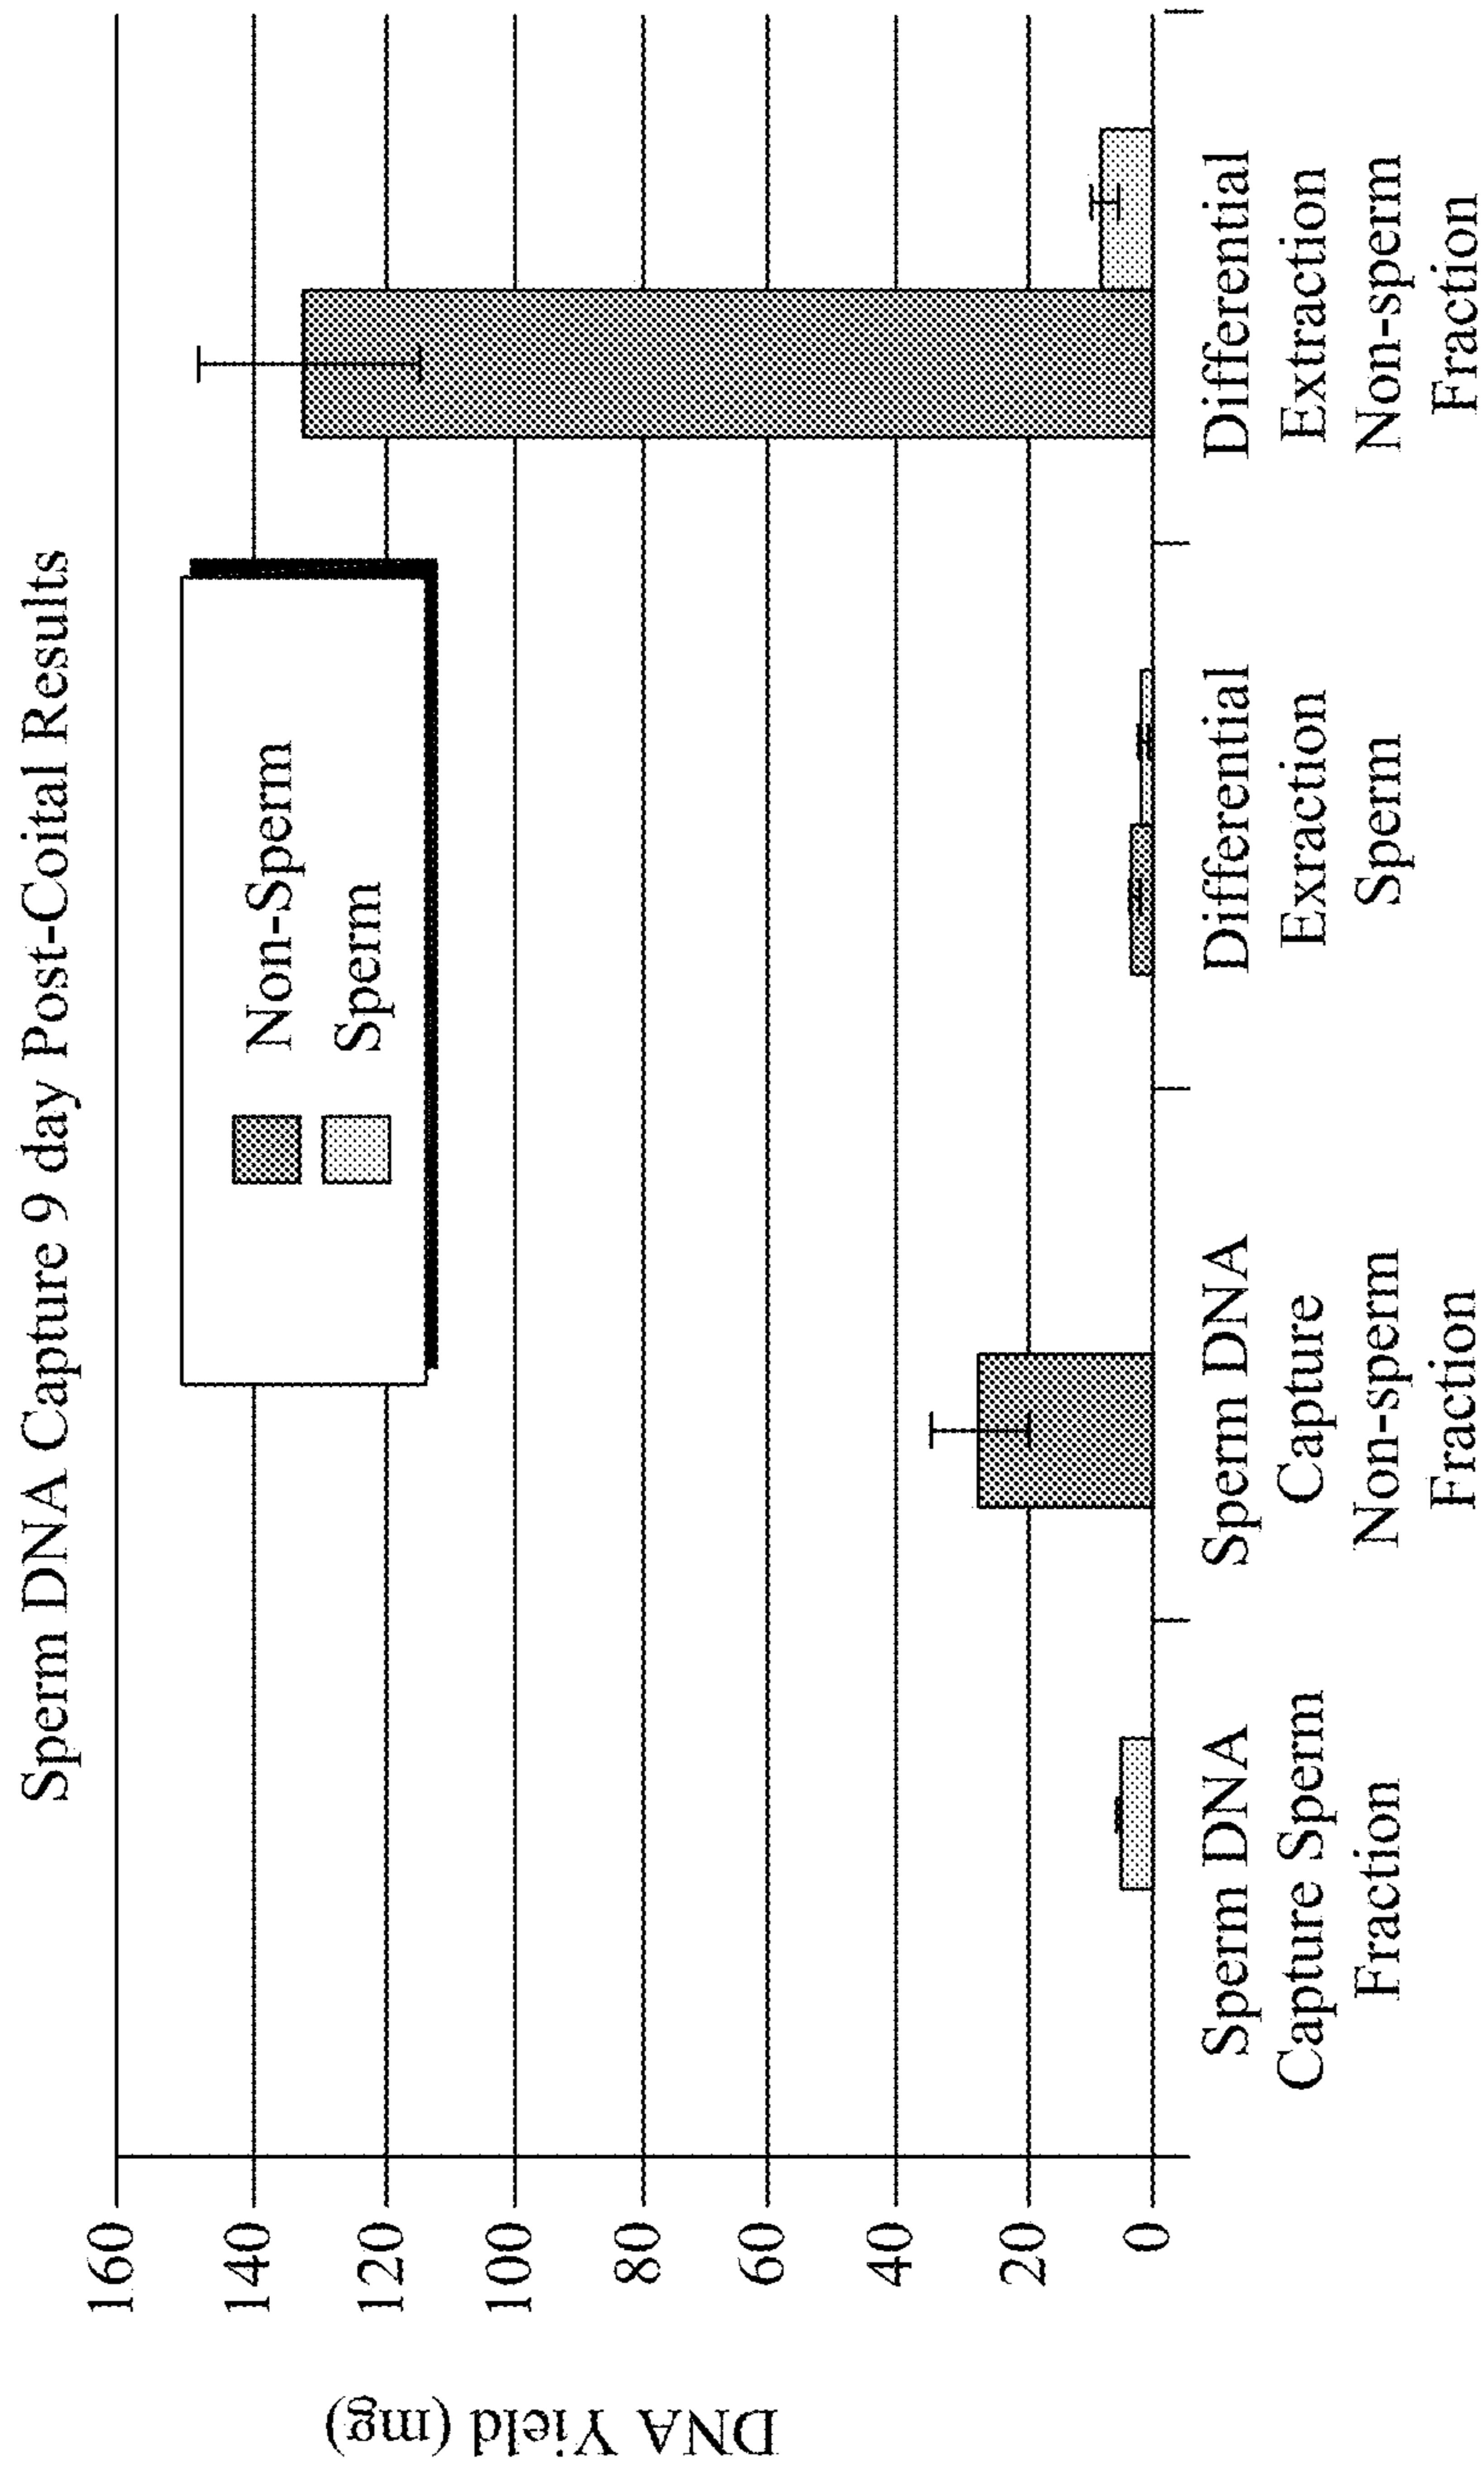 Sperm DNA Capture 9 day Post-Coital Results
DNA Yield (mg)
160
140
120
100
80
60
40
20
0
Non-Sperm
Sperm
Sperm DNA
Capture Sperm
Fraction
Sperm DNA
Capture
Non-sperm
Fraction
Differential
Exraction
Sperm
Differential
Extraction
Non-sperm
Fraction